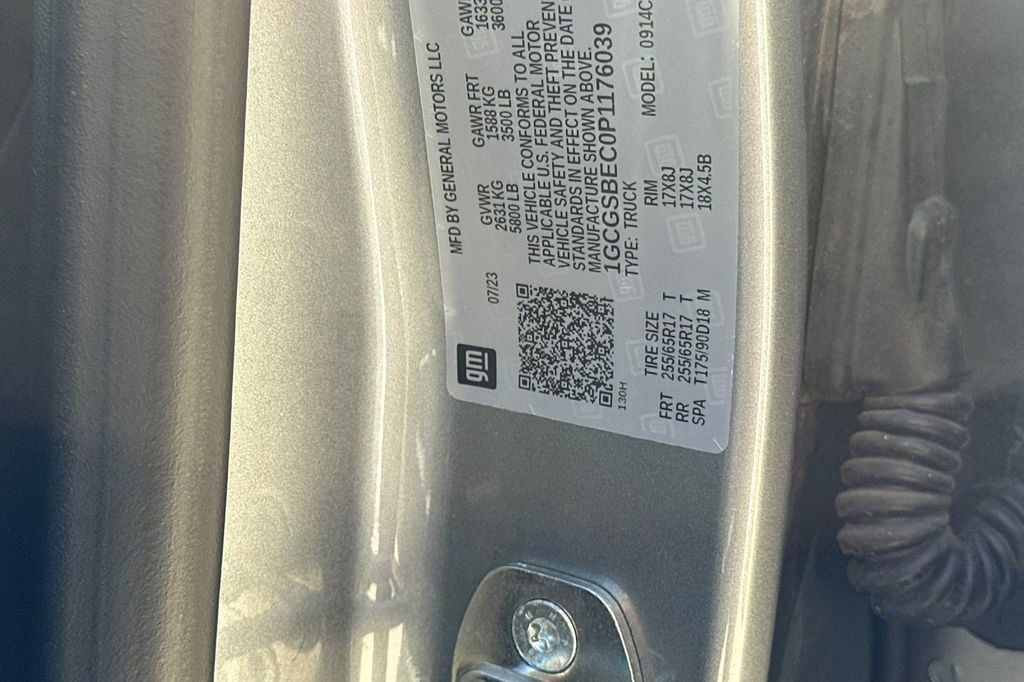 MFD BY GENERAL MOTORS LLC
07/23
GVWR GAWR FRT
2631 KG 1588 KG
5800 LB 3500 LB
THIS VEHICLE CONFORMS TO ALL
APPLICABLE U.S. FEDERAL MOTOR
VEHICLE SAFETY AND THEFT
STANDARDS IN EFFECT ON THE DATE
MANUFACTURE SHOWN ABOVE.
1GCGSBEC0P1176039
TYPE: TRUCK MODEL: 0914C
gm
130H
TIRE SIZE RIM
FRT 255/65R17 T 17X8J
RR 255/65R17 T 17X8J
SPA T175/90D18 M 18X4.5B